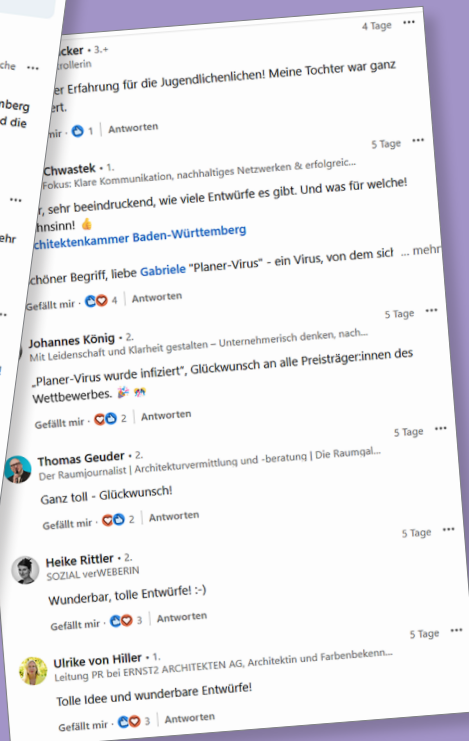 che •••
nberg
d die
•••
ehr
4 Tage •••
cker • 3.+
trollerin
er Erfahrung für die Jugendlichenlichen! Meine Tochter war ganz
ert.
mir · 1 | Antworten
5 Tage •••
Chwastek • 1.
Fokus: Klare Kommunikation, nachhaltiges Netzwerken & erfolgreic...
r, sehr beeindruckend, wie viele Entwürfe es gibt. Und was für welche!
hnsinn! 👍
chitektenkammer Baden-Württemberg
chöner Begriff, liebe Gabriele "Planer-Virus" - ein Virus, von dem sich ... mehr
Gefällt mir · 4 | Antworten
5 Tage •••
Johannes König • 2.
Mit Leidenschaft und Klarheit gestalten – Unternehmerisch denken, nach...
„Planer-Virus wurde infiziert", Glückwunsch an alle Preisträger:innen des
Wettbewerbes. 🎉 🎊
Gefällt mir · 2 | Antworten
5 Tage •••
Thomas Geuder • 2.
Der Raumjournalist | Architekturvermittlung und -beratung | Die Raumgal...
Ganz toll - Glückwunsch!
Gefällt mir · 2 | Antworten
5 Tage •••
Heike Rittler • 2.
SOZIAL verWEBERIN
Wunderbar, tolle Entwürfe! :-)
Gefällt mir · 3 | Antworten
5 Tage •••
Ulrike von Hiller • 1.
Leitung PR bei ERNST2 ARCHITEKTEN AG, Architektin und Farbenbekenn...
Tolle Idee und wunderbare Entwürfe!
Gefällt mir · 3 | Antworten